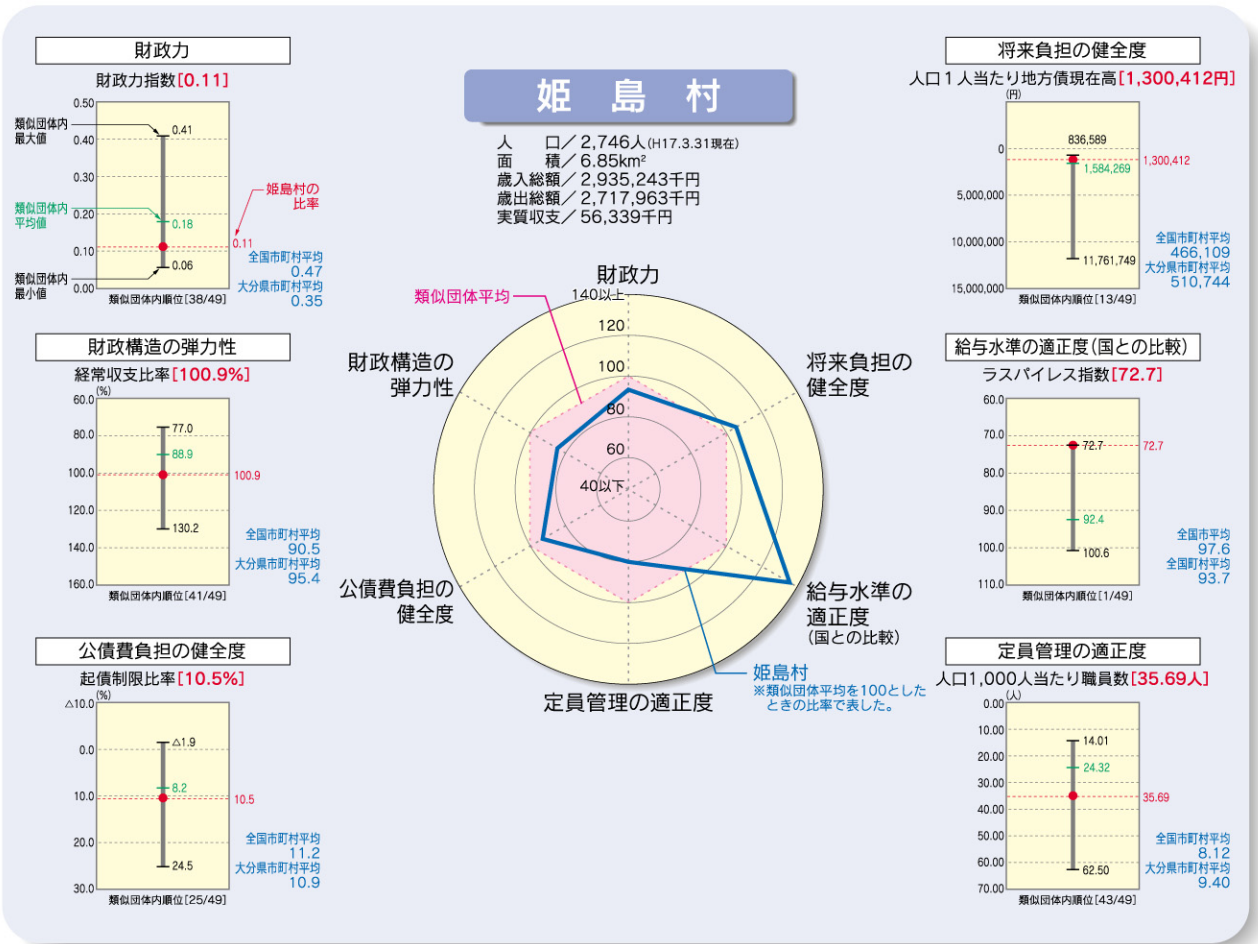 姫島村
人　　口／2,746人(H17.3.31現在)
面　　積／6.85km²
歳入総額／2,935,243千円
歳出総額／2,717,963千円
実質収支／56,339千円
財政力
財政力指数[0.11]
0.50
0.40
0.30
0.20
0.10
0.00
類似団体内
最大値
類似団体内
平均値
類似団体内
最小値
0.41
0.18
0.06
0.11
姫島村の
比率
全国市町村平均
0.47
大分県市町村平均
0.35
類似団体内順位[38/49]
財政構造の弾力性
経常収支比率[100.9%]
(%)
60.0
80.0
100.0
120.0
140.0
160.0
77.0
88.9
130.2
100.9
全国市町村平均
90.5
大分県市町村平均
95.4
類似団体内順位[41/49]
公債費負担の健全度
起債制限比率[10.5%]
(%)
△10.0
0.0
10.0
20.0
30.0
△1.9
8.2
24.5
10.5
全国市町村平均
11.2
大分県市町村平均
10.9
類似団体内順位[25/49]
財政力
類似団体平均
140以上
120
100
80
60
40以下
財政構造の
弾力性
将来負担の
健全度
公債費負担の
健全度
給与水準の
適正度
(国との比較)
定員管理の適正度
姫島村
※類似団体平均を100とした
ときの比率で表した。
将来負担の健全度
人口1人当たり地方債現在高[1,300,412円]
(円)
0
5,000,000
10,000,000
15,000,000
836,589
1,584,269
11,761,749
1,300,412
全国市町村平均
466,109
大分県市町村平均
510,744
類似団体内順位[13/49]
給与水準の適正度(国との比較)
ラスパイレス指数[72.7]
60.0
70.0
80.0
90.0
100.0
110.0
72.7
92.4
100.6
72.7
全国市平均
97.6
全国町村平均
93.7
類似団体内順位[1/49]
定員管理の適正度
人口1,000人当たり職員数[35.69人]
(人)
0.00
10.00
20.00
30.00
40.00
50.00
60.00
70.00
14.01
24.32
62.50
35.69
全国市町村平均
8.12
大分県市町村平均
9.40
類似団体内順位[43/49]